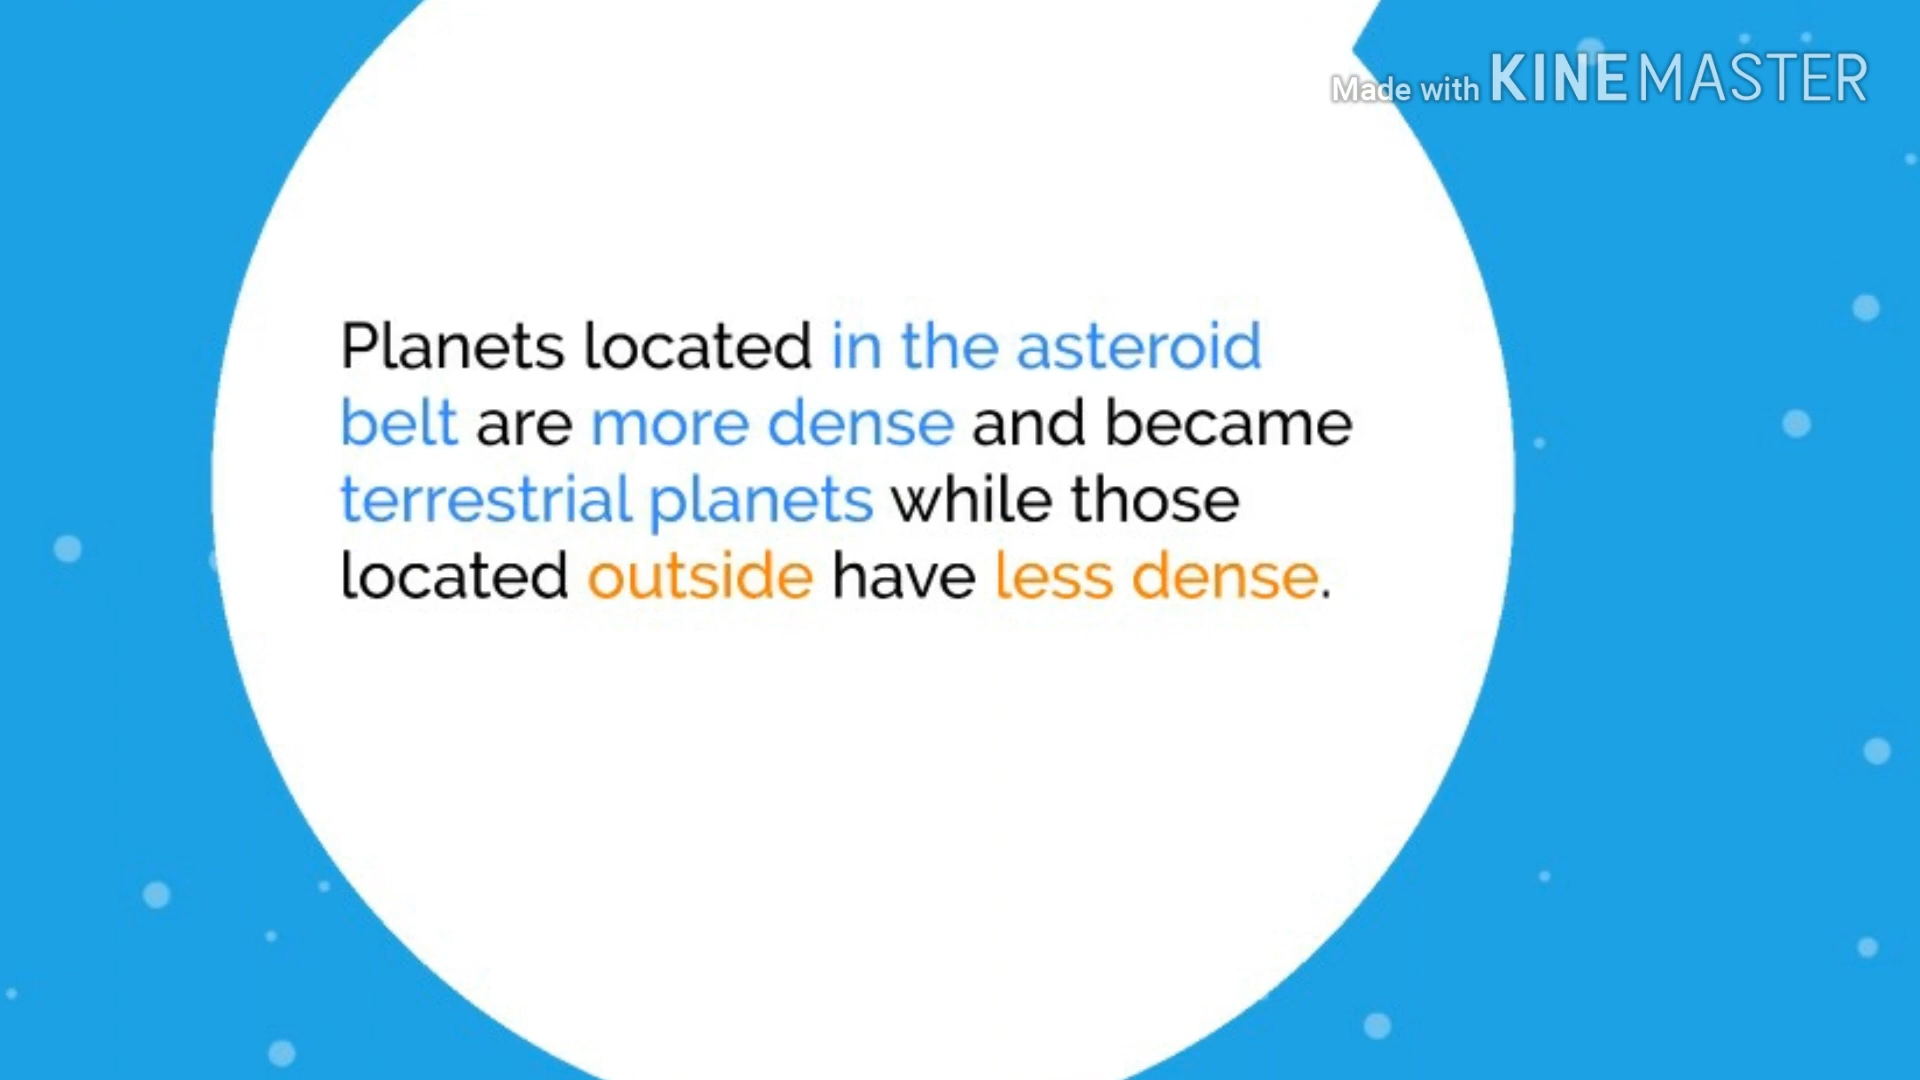 Made with KINEMASTER
Planets located in the asteroid
belt are more dense and became
terrestrial planets while those
located outside have less dense.